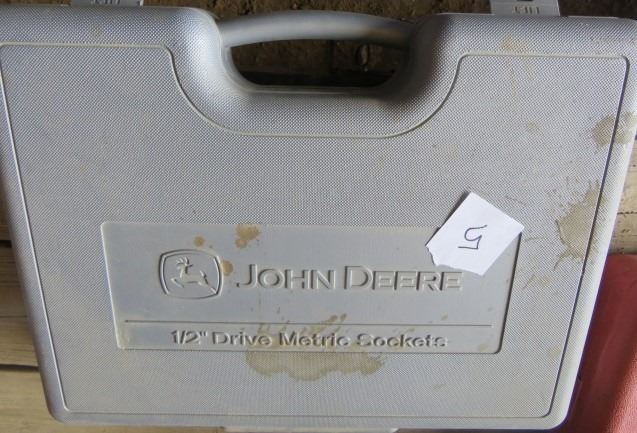 JOHN DEERE
1/2" Drive Metric Sockets
5